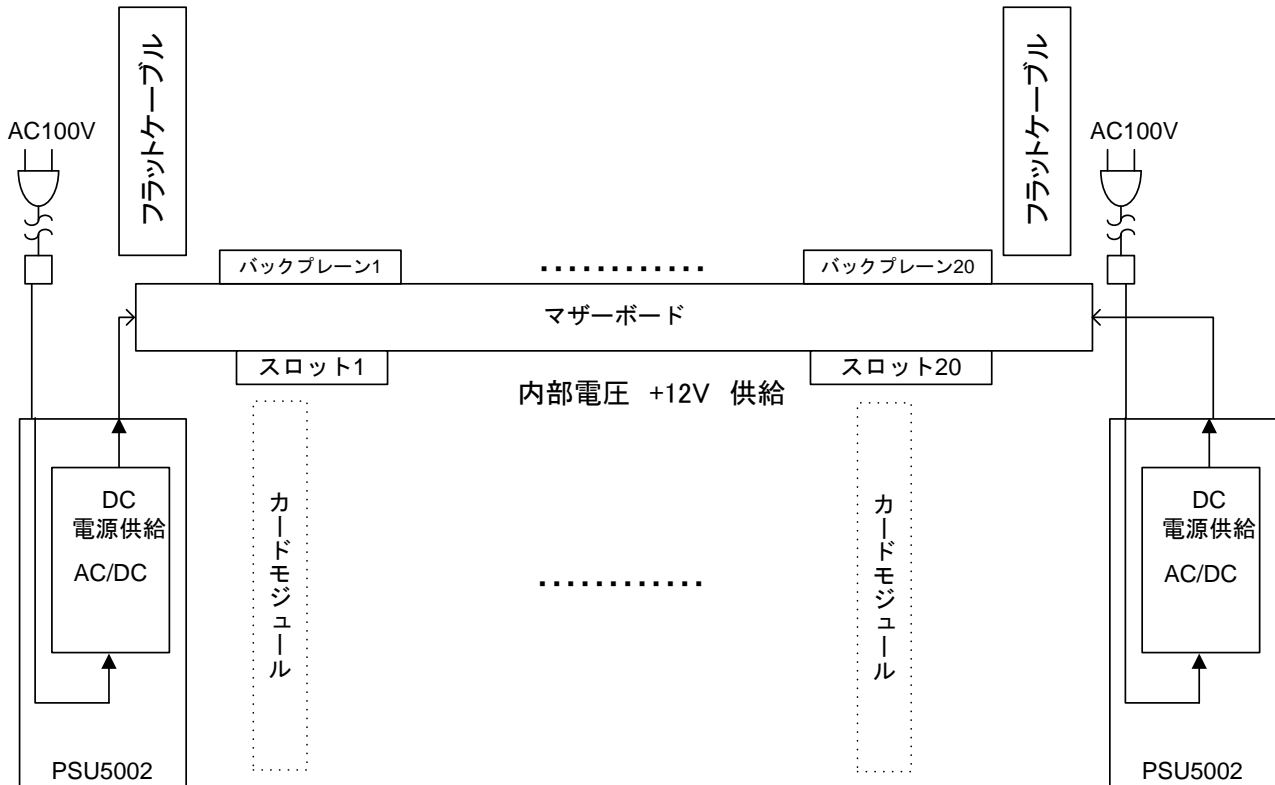 フラットケーブル
フラットケーブル
AC100V
AC100V
バックプレーン1
............
バックプレーン20
マザーボード
スロット1
スロット20
内部電圧 +12V 供給
カードモジュール
............
カードモジュール
DC
電源供給
AC/DC
DC
電源供給
AC/DC
PSU5002
PSU5002